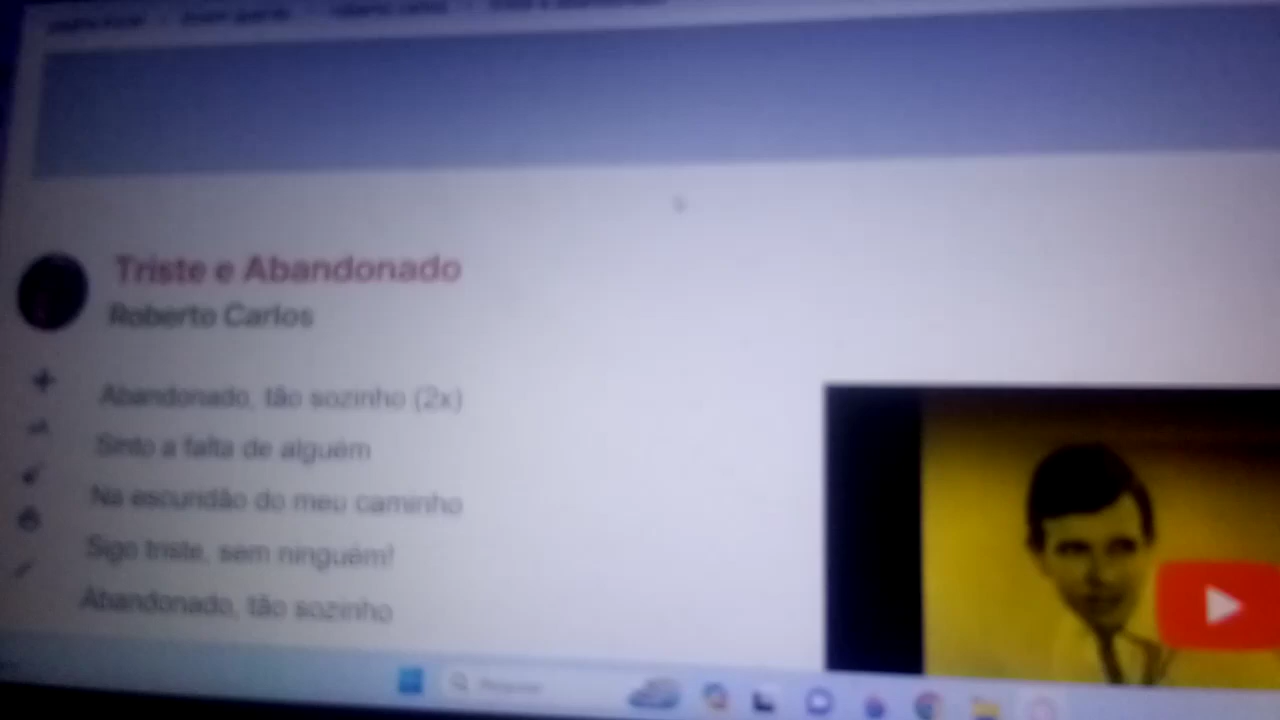 Triste e Abandonado
Roberto Carlos
Abandonado, tão sozinho (2x)
Sinto a falta de alguém
Na escuridão do meu caminho
Sigo triste, sem ninguém!
Abandonado, tão sozinho
Pesquisar